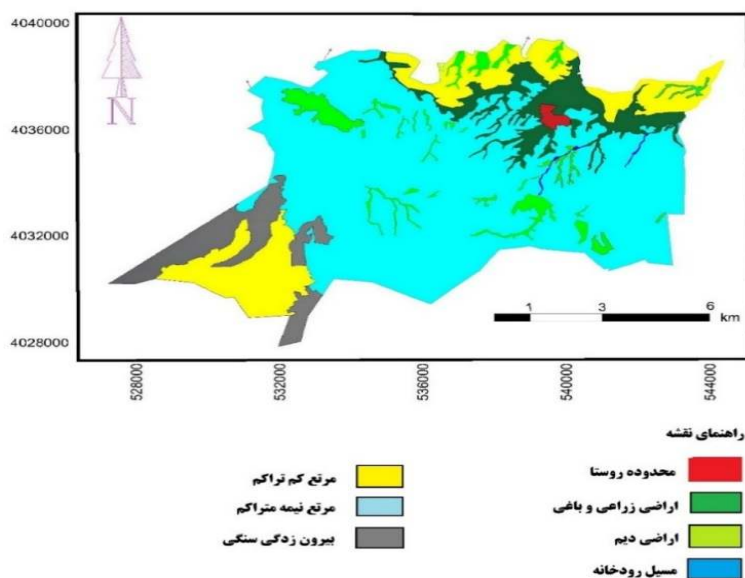 4040000
4036000
4032000
4028000
N
1 3 6
km
528000 532000 536000 540000 544000
راهنمای نقشه
محدوده روستا
اراضی زراعی و باغی
اراضی دیم
مسیل رودخانه
مرتع کم تراکم
مرتع نیمه متراکم
بیرون زدگی سنگی